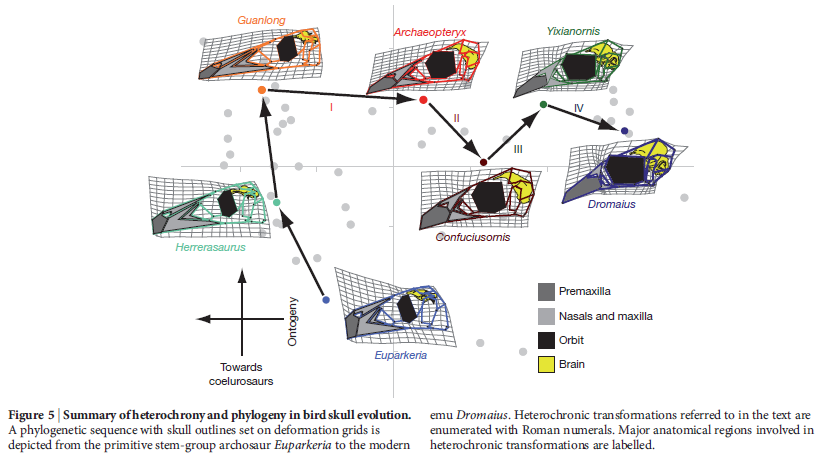 Guanlong
Archaeopteryx
Yixianornis
I
II
III
IV
Herrerasaurus
Confuciusornis
Dromaius
Euparkeria
Ontogeny
Towards
coelurosaurs
Premaxilla
Nasals and maxilla
Orbit
Brain
Figure 5 | Summary of heterochrony and phylogeny in bird skull evolution.
A phylogenetic sequence with skull outlines set on deformation grids is
depicted from the primitive stem-group archosaur Euparkeria to the modern
emu Dromaius. Heterochronic transformations referred to in the text are
enumerated with Roman numerals. Major anatomical regions involved in
heterochronic transformations are labelled.